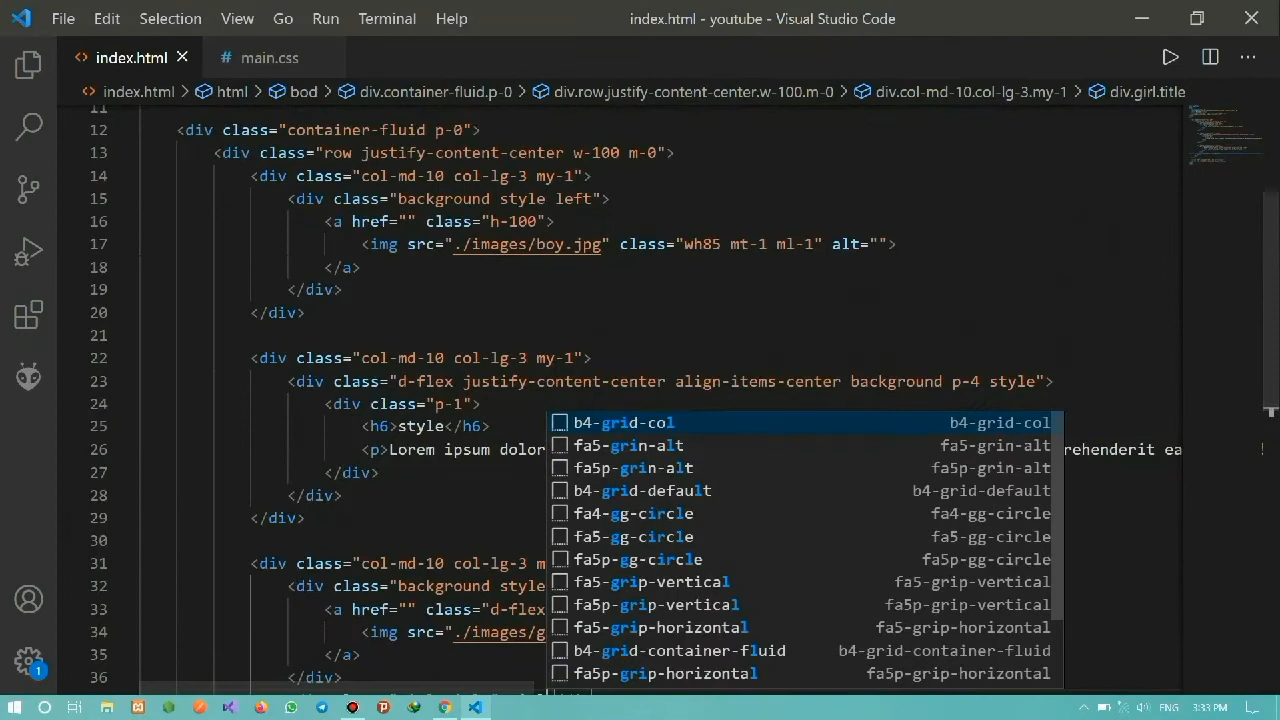 File Edit Selection View Go Run Terminal Help index.html - youtube - Visual Studio Code
index.html main.css
index.html > html > bod > div.container-fluid.p-0 > div.row.justify-content-center.w-100.m-0 > div.col-md-10.col-lg-3.my-1 > div.girl.title
11
12 <div class="container-fluid p-0">
13 <div class="row justify-content-center w-100 m-0">
14 <div class="col-md-10 col-lg-3 my-1">
15 <div class="background style left">
16 <a href="" class="h-100">
17 <img src="./images/boy.jpg" class="wh85 mt-1 ml-1" alt="">
18 </a>
19 </div>
20 </div>
21
22 <div class="col-md-10 col-lg-3 my-1">
23 <div class="d-flex justify-content-center align-items-center background p-4 style">
24 <div class="p-1">
25 <h6>style</h6>
26 <p>Lorem ipsum dolor rehenderit ea
27 </div>
28 </div>
29 </div>
30
31 <div class="col-md-10 col-lg-3 m
32 <div class="background style
33 <a href="" class="d-flex
34 <img src="./images/g
35 </a>
36 </div>
b4-grid-col b4-grid-col
fa5-grin-alt fa5-grin-alt
fa5p-grin-alt fa5p-grin-alt
b4-grid-default b4-grid-default
fa4-gg-circle fa4-gg-circle
fa5-gg-circle fa5-gg-circle
fa5p-gg-circle fa5p-gg-circle
fa5-grip-vertical fa5-grip-vertical
fa5p-grip-vertical fa5p-grip-vertical
fa5-grip-horizontal fa5-grip-horizontal
b4-grid-container-fluid b4-grid-container-fluid
fa5p-grip-horizontal fa5p-grip-horizontal
1
ENG 3:33 PM